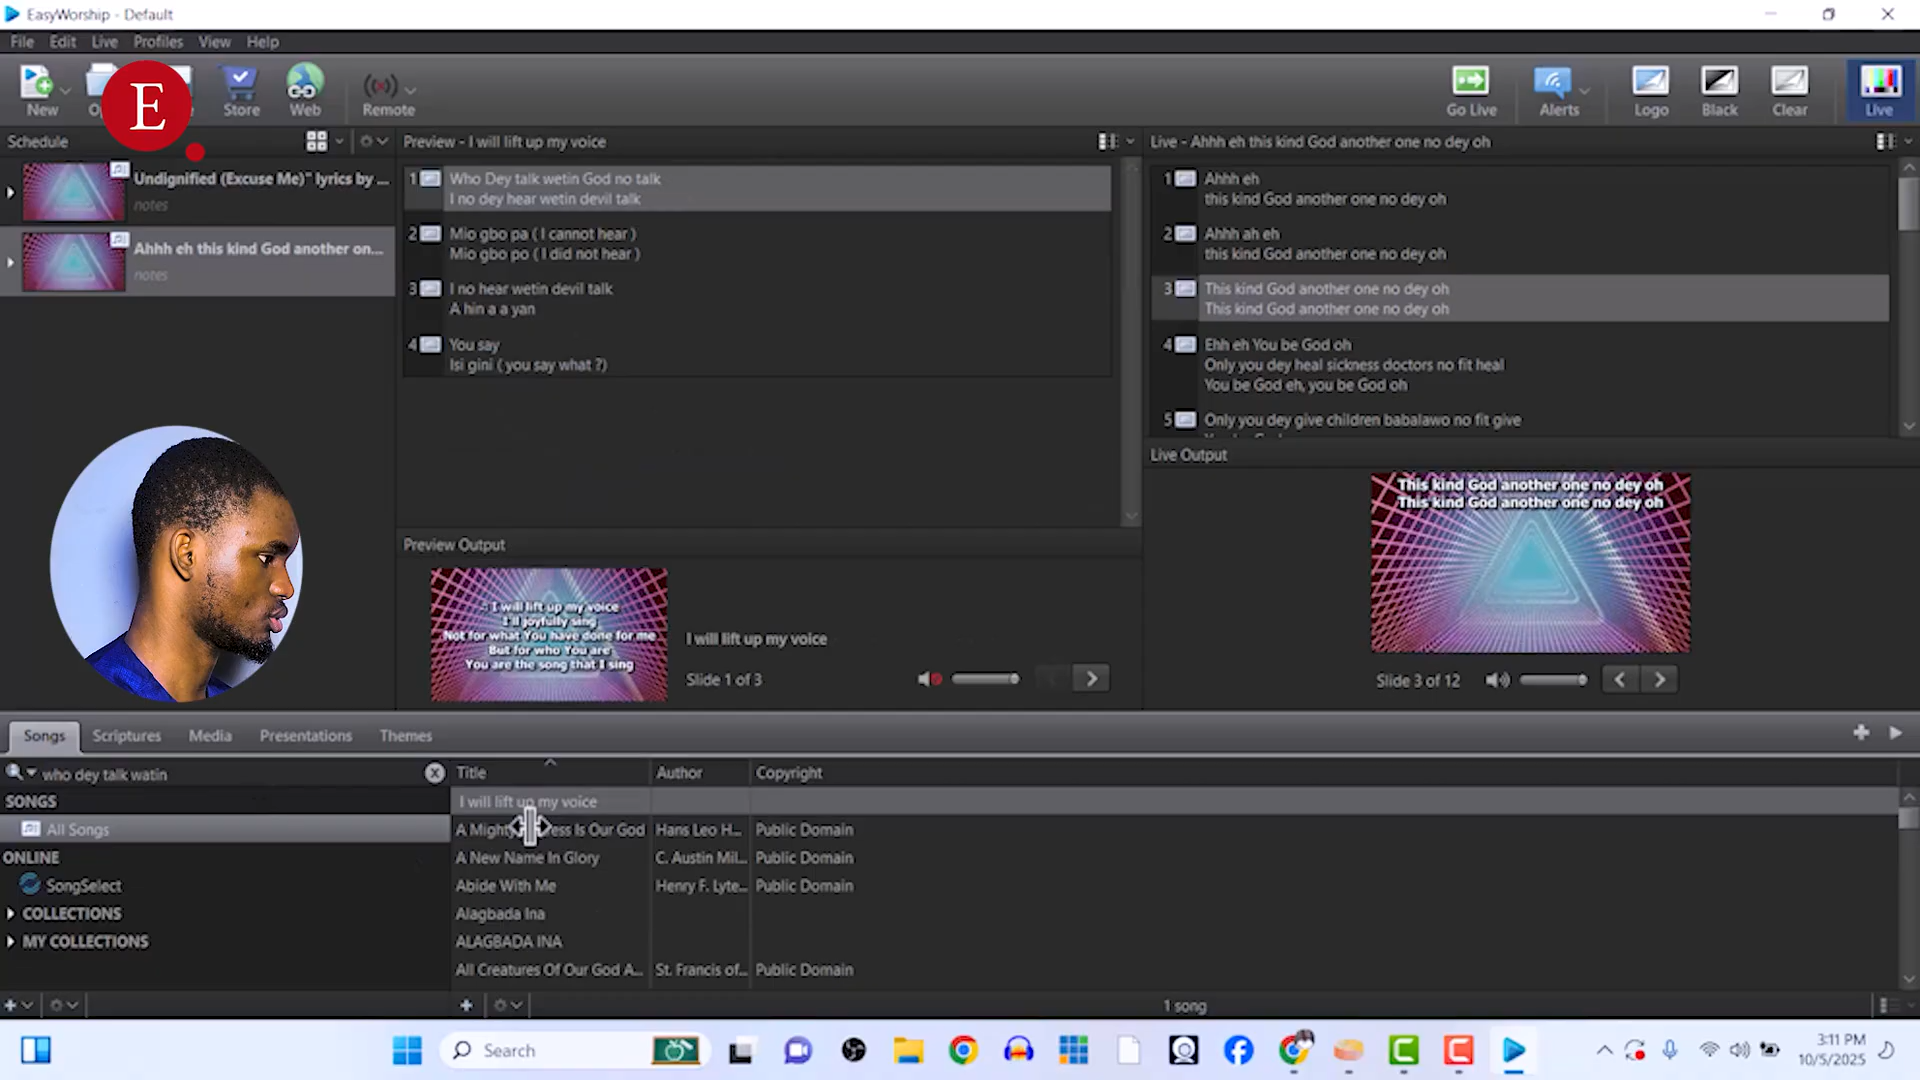 EasyWorship - Default
File Edit Live Profiles View Help
New
Store
Web
Remote
Go Live
Alerts
Logo
Black
Clear
Live
E
Schedule
Preview - I will lift up my voice
Live - Ahhh eh this kind God another one no dey oh
Undignified (Excuse Me)" lyrics by ...
notes
Ahhh eh this kind God another on...
notes
1 Who Dey talk wetin God no talk
I no dey hear wetin devil talk
2 Mio gbo pa ( I cannot hear )
Mio gbo po ( I did not hear )
3 I no hear wetin devil talk
A hin a a yan
4 You say
Isi gini ( you say what ?)
1 Ahhh eh
this kind God another one no dey oh
2 Ahhh ah eh
this kind God another one no dey oh
3 This kind God another one no dey oh
This kind God another one no dey oh
4 Ehh eh You be God oh
Only you dey heal sickness doctors no fit heal
You be God eh, you be God oh
5 Only you dey give children babalawo no fit give
Preview Output
I will lift up my voice
I'll joyfully sing
Not for what You have done for me
But for who You are
You are the song that I sing
I will lift up my voice
Slide 1 of 3
Live Output
This kind God another one no dey oh
This kind God another one no dey oh
Slide 3 of 12
Songs Scriptures Media Presentations Themes
who dey talk watin
SONGS
All Songs
ONLINE
SongSelect
COLLECTIONS
MY COLLECTIONS
Title Author Copyright
I will lift up my voice
A Might ess Is Our God Hans Leo H... Public Domain
A New Name In Glory C. Austin Mil... Public Domain
Abide With Me Henry F. Lyte... Public Domain
Alagbada Ina
ALAGBADA INA
All Creatures Of Our God A... St. Francis of... Public Domain
1 song
Search
3:11 PM
10/5/2025